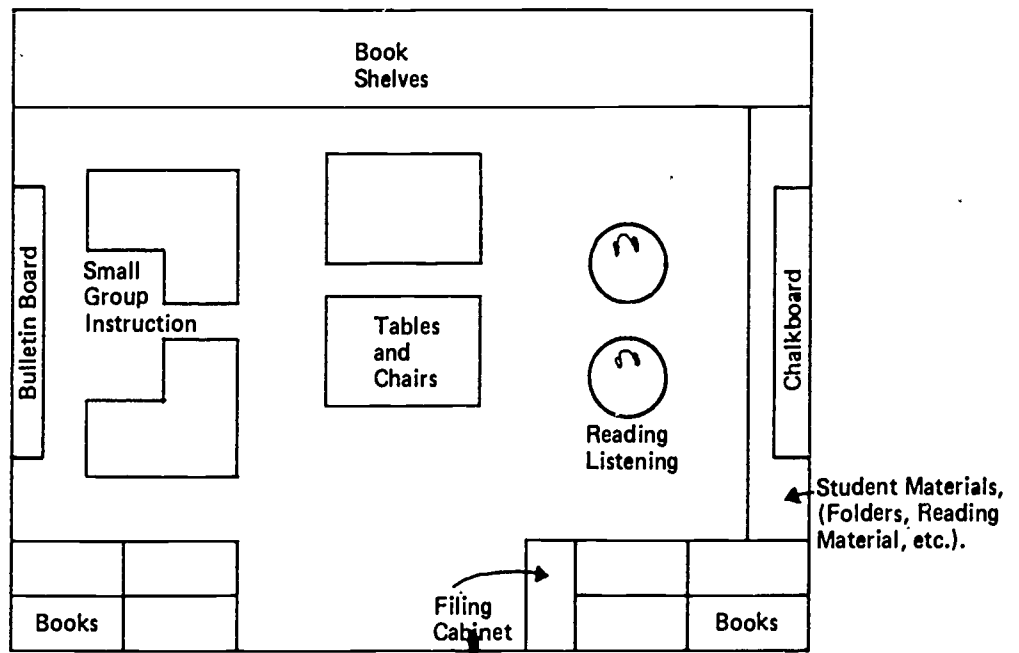 Book
Shelves
Bulletin Board
Small
Group
Instruction
Tables
and
Chairs
Chalkboard
Reading
Listening
Student Materials,
(Folders, Reading
Material, etc.).
Books
Filing
Cabinet
Books